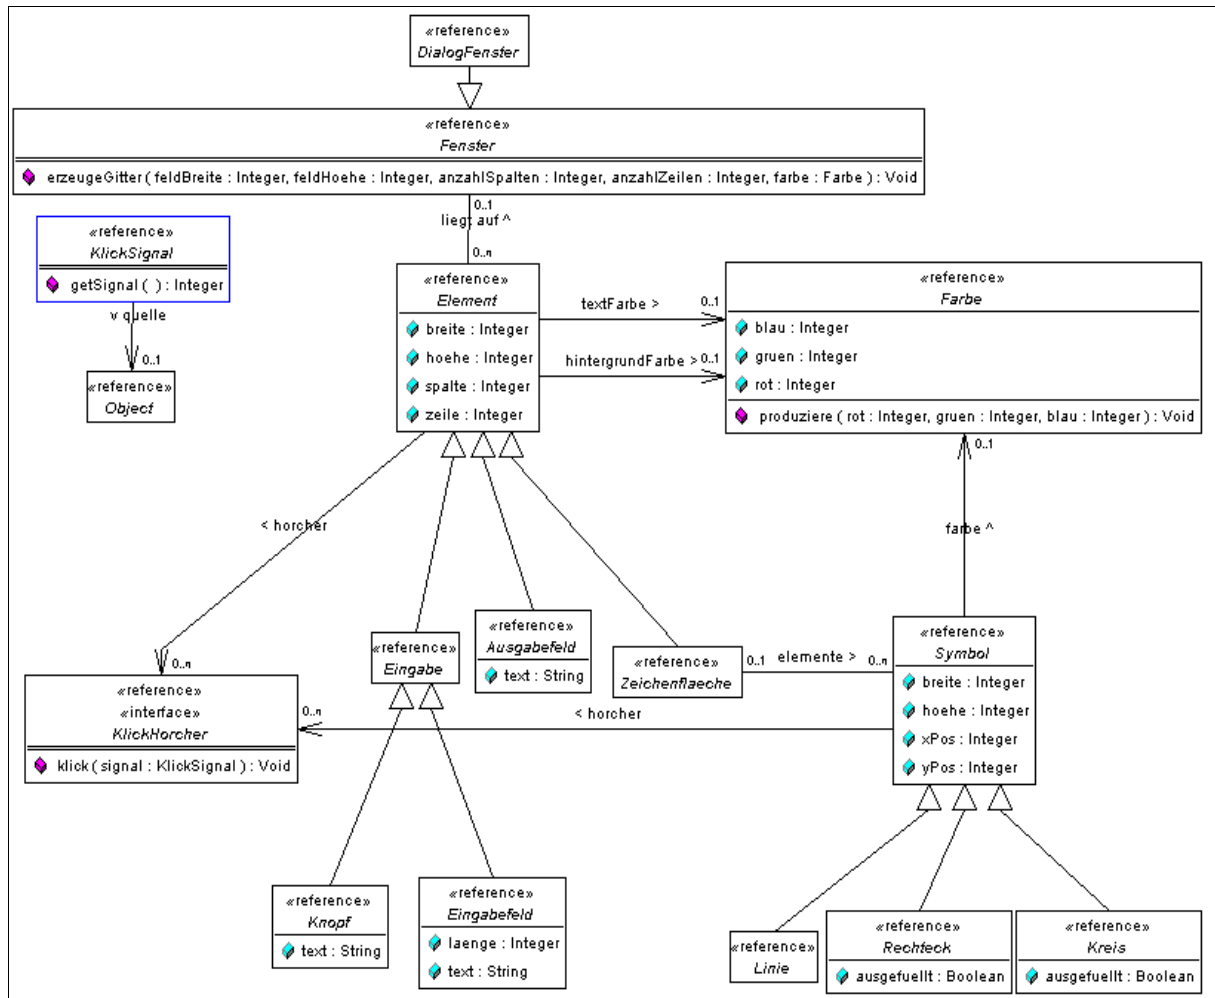 «reference»
DialogFenster
«reference»
Fenster
erzeugeGitter ( feldBreite : Integer, feldHoehe : Integer, anzahlSpalten : Integer, anzahlZeilen : Integer, farbe : Farbe ) : Void
0..1
liegt auf ^
0..n
«reference»
KlickSignal
getSignal ( ) : Integer
v quelle
0..1
«reference»
Object
«reference»
Element
breite : Integer
hoehe : Integer
spalte : Integer
zeile : Integer
textFarbe >
0..1
hintergrundFarbe >
0..1
«reference»
Farbe
blau : Integer
gruen : Integer
rot : Integer
produziere ( rot : Integer, gruen : Integer, blau : Integer ) : Void
0..1
farbe ^
< horcher
0..n
«reference»
«interface»
KlickHorcher
klick ( signal : KlickSignal ) : Void
«reference»
Eingabe
«reference»
Ausgabefeld
text : String
«reference»
Zeichenflaeche
0..1
elemente >
0..n
0..n
< horcher
«reference»
Symbol
breite : Integer
hoehe : Integer
xPos : Integer
yPos : Integer
«reference»
Knopf
text : String
«reference»
Eingabefeld
laenge : Integer
text : String
«reference»
Linie
«reference»
Rechteck
ausgefuellt : Boolean
«reference»
Kreis
ausgefuellt : Boolean